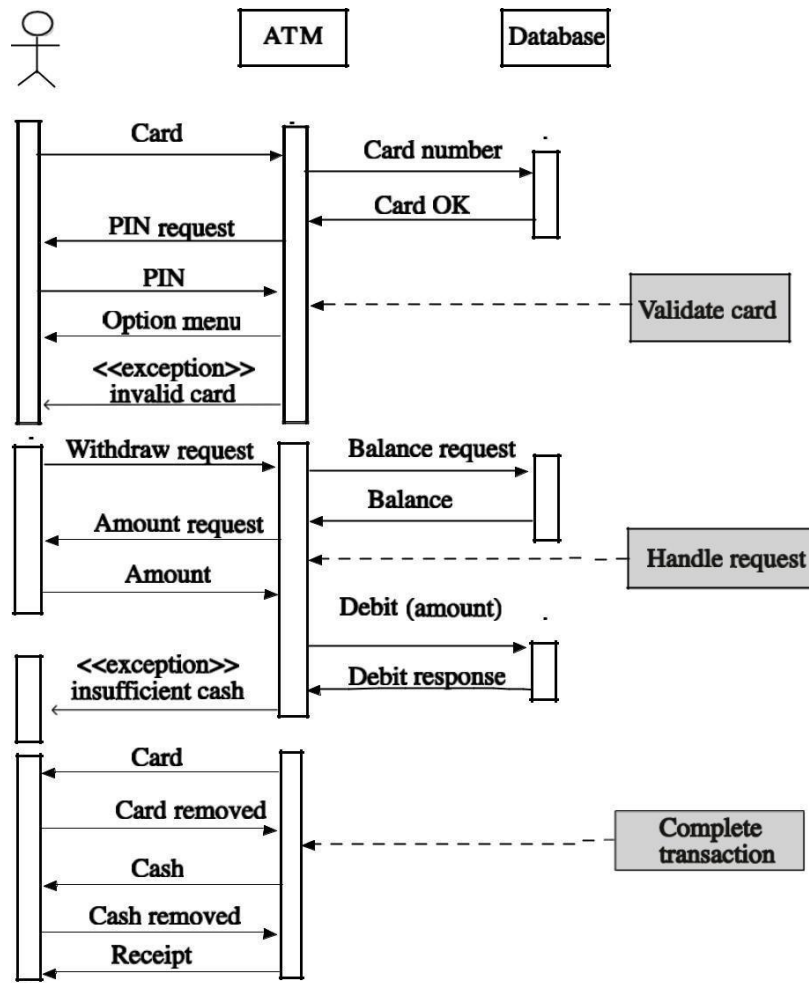 ATM
Database
Card
Card number
Card OK
PIN request
PIN
Validate card
Option menu
<<exception>>
invalid card
Withdraw request
Balance request
Balance
Amount request
Handle request
Amount
Debit (amount)
<<exception>>
insufficient cash
Debit response
Card
Card removed
Complete
transaction
Cash
Cash removed
Receipt